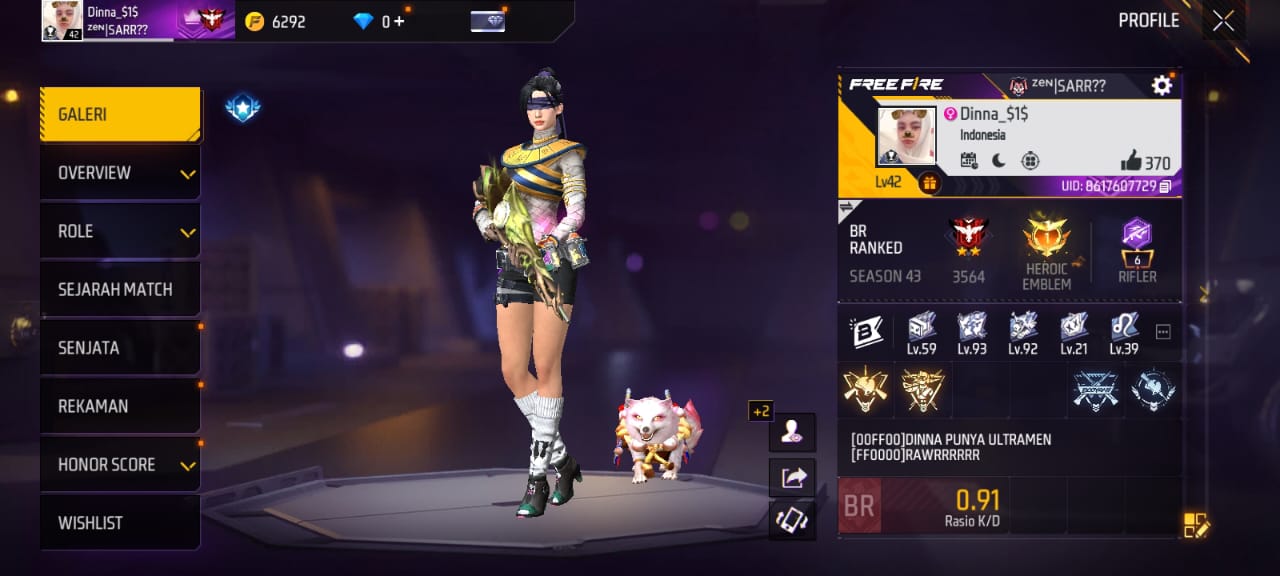 Dinna_$1$
42
ᶻᴱᴺ|SARR??
6292
0 +
PROFILE
GALERI
OVERVIEW
ROLE
SEJARAH MATCH
SENJATA
REKAMAN
HONOR SCORE
WISHLIST
+2
FREE FIRE
ᶻᴱᴺ|SARR??
Dinna_$1$
Indonesia
370
Lv42
UID: 8617607729
BR
RANKED
SEASON 43
3564
1
HEROIC
EMBLEM
6
RIFLER
B
Lv.59
Lv.93
Lv.92
Lv.21
Lv.39
[00FF00]DINNA PUNYA ULTRAMEN
[FF0000]RAWRRRRRR
BR
0.91
Rasio K/D